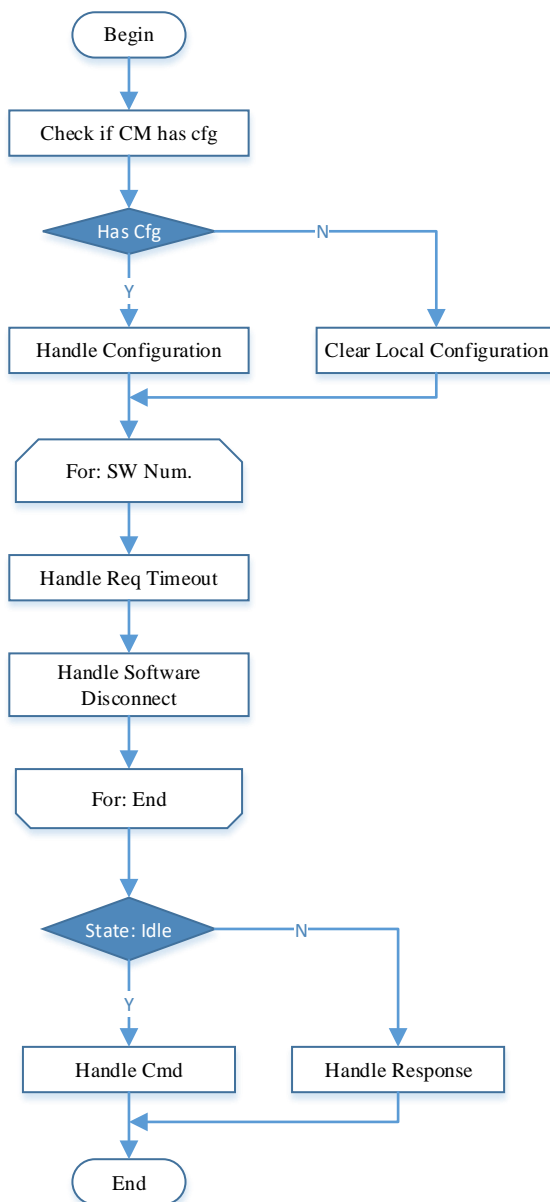 Begin
Check if CM has cfg
Has Cfg
N
Y
Handle Configuration
Clear Local Configuration
For: SW Num.
Handle Req Timeout
Handle Software
Disconnect
For: End
State: Idle
N
Y
Handle Cmd
Handle Response
End